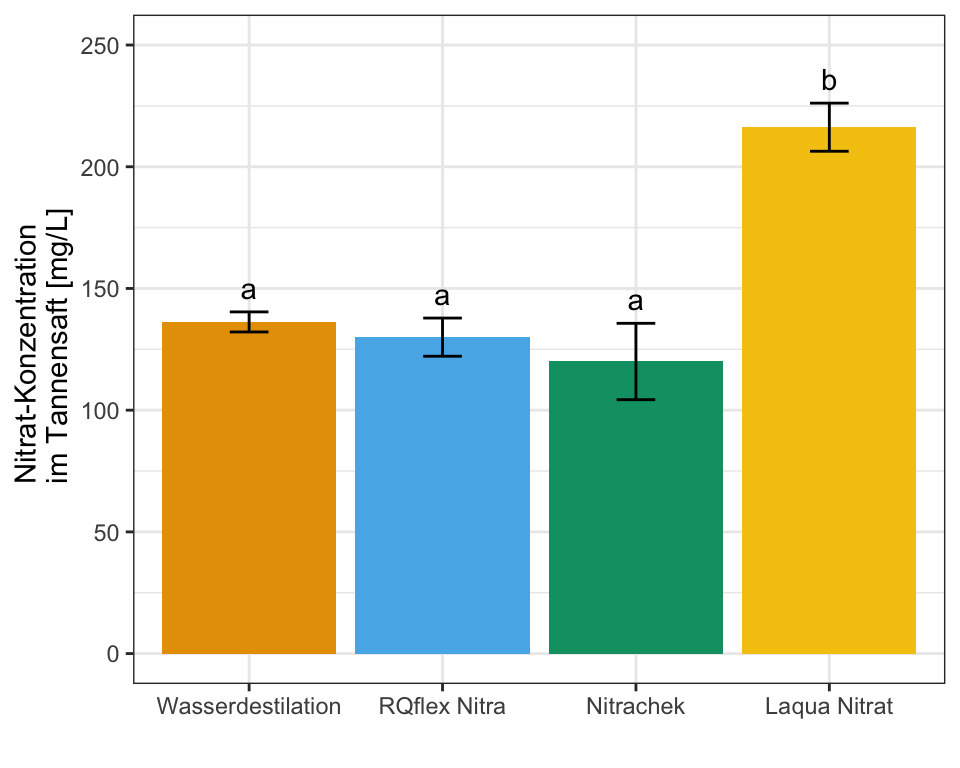 Nitrat-Konzentration
im Tannensaft [mg/L]
250
200
150
100
50
0
a
a
a
b
Wasserdestilation
RQflex Nitra
Nitrachek
Laqua Nitrat